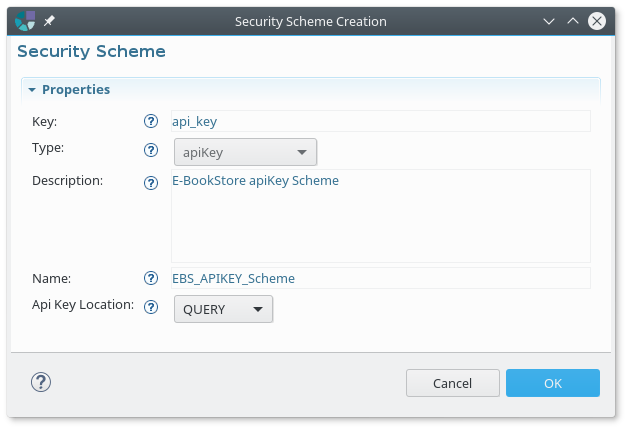 Security Scheme Creation
Security Scheme
Properties
Key: ? api_key
Type: ? apiKey
Description: ? E-BookStore apiKey Scheme
Name: ? EBS_APIKEY_Scheme
Api Key Location: ? QUERY
? Cancel OK